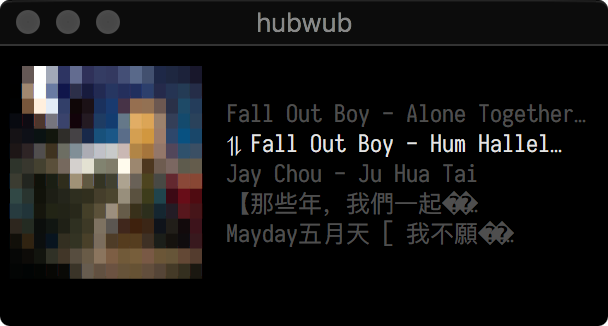 hubwub
Fall Out Boy - Alone Together…
⇅ Fall Out Boy - Hum Hallel…
Jay Chou - Ju Hua Tai
【那些年, 我們一起��…
Mayday五月天 [ 我不願��…